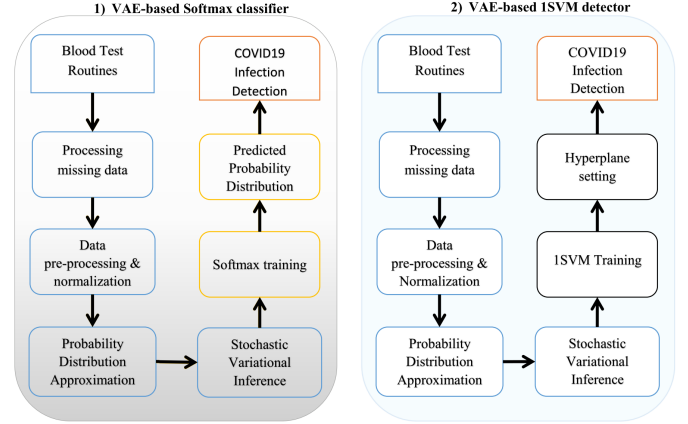 1) VAE-based Softmax classifier
Blood Test
Routines
Processing
missing data
Data
pre-processing &
normalization
Probability
Distribution
Approximation
Stochastic
Variational
Inference
Softmax training
Predicted
Probability
Distribution
COVID19
Infection
Detection
2) VAE-based 1SVM detector
Blood Test
Routines
Processing
missing data
Data
pre-processing &
Normalization
Probability
Distribution
Approximation
Stochastic
Variational
Inference
1SVM Training
Hyperplane
setting
COVID19
Infection
Detection